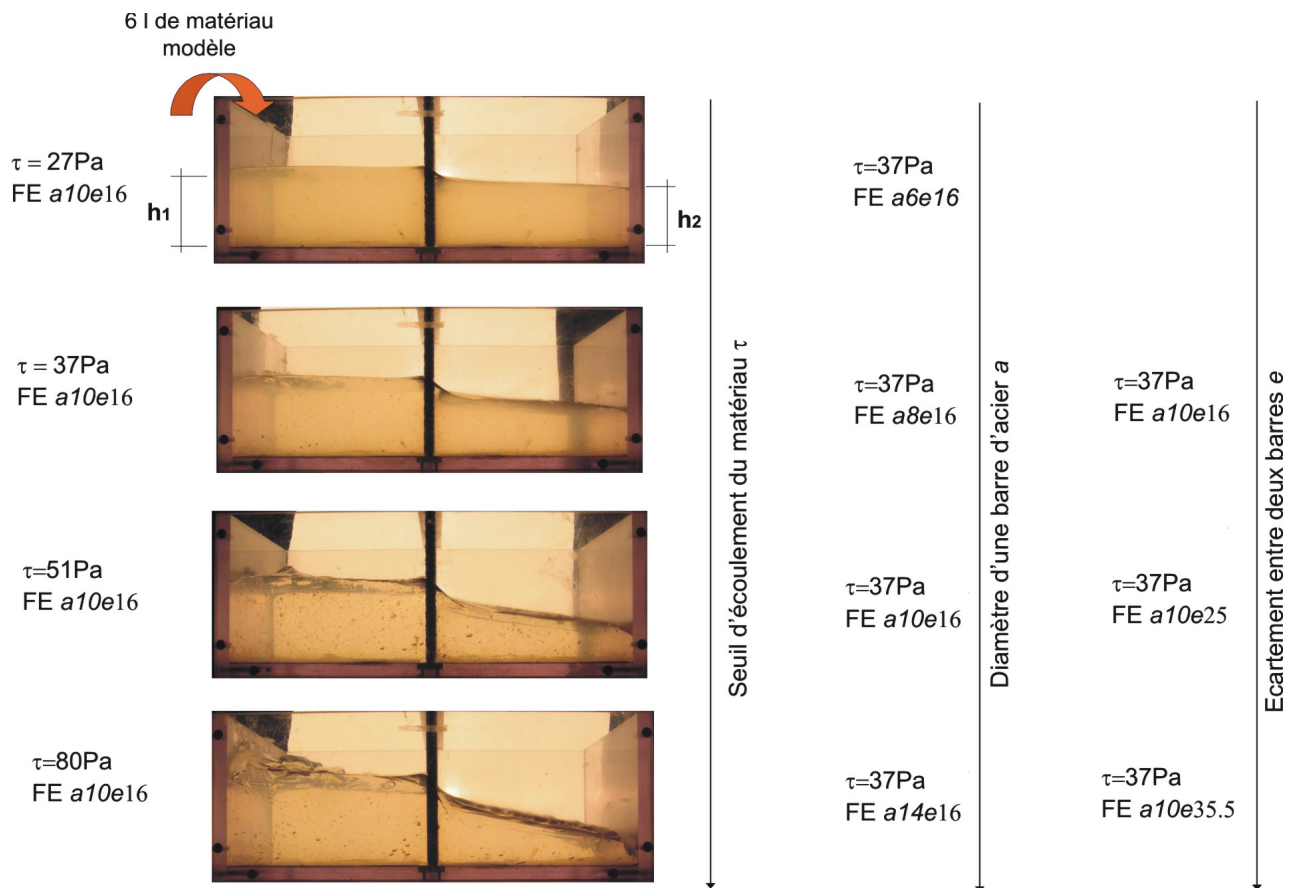 6 l de matériau
modèle
τ = 27Pa
FE a10e16
h1
h2
τ = 37Pa
FE a10e16
τ=51Pa
FE a10e16
τ=80Pa
FE a10e16
Seuil d'écoulement du matériau τ
τ=37Pa
FE a6e16
τ=37Pa
FE a8e16
τ=37Pa
FE a10e16
τ=37Pa
FE a14e16
Diamètre d'une barre d'acier a
τ=37Pa
FE a10e16
τ=37Pa
FE a10e25
τ=37Pa
FE a10e35.5
Ecartement entre deux barres e